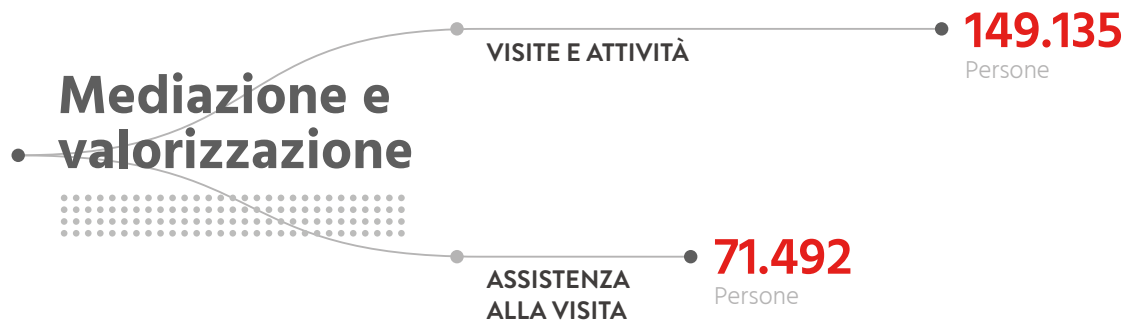 Mediazione e
valorizzazione
VISITE E ATTIVITÀ
149.135
Persone
ASSISTENZA
ALLA VISITA
71.492
Persone